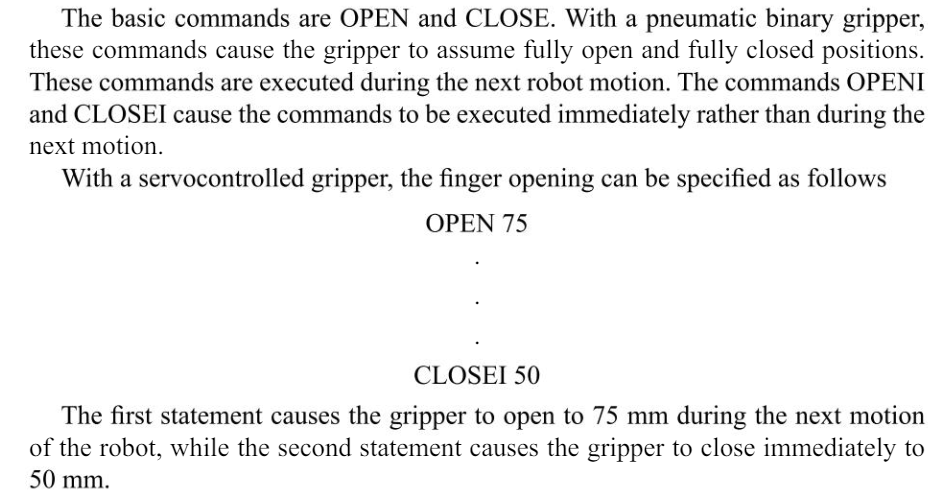 The basic commands are OPEN and CLOSE. With a pneumatic binary gripper,
these commands cause the gripper to assume fully open and fully closed positions.
These commands are executed during the next robot motion. The commands OPENI
and CLOSEI cause the commands to be executed immediately rather than during the
next motion.
With a servocontrolled gripper, the finger opening can be specified as follows
OPEN 75
.
.
.
CLOSEI 50
The first statement causes the gripper to open to 75 mm during the next motion
of the robot, while the second statement causes the gripper to close immediately to
50 mm.